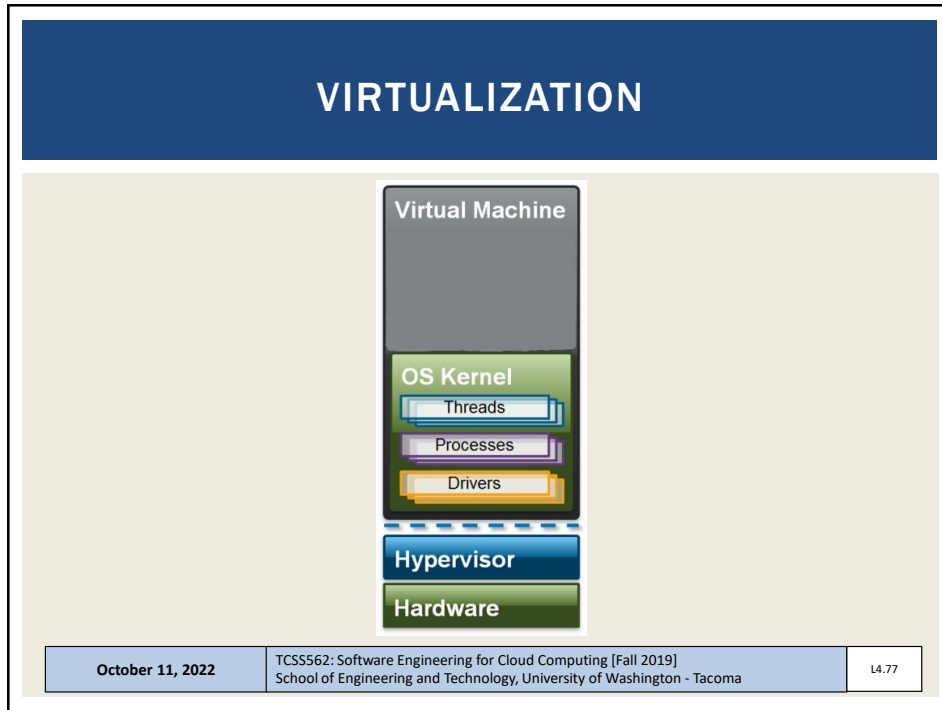 VIRTUALIZATION
Virtual Machine
OS Kernel
Threads
Processes
Drivers
Hypervisor
Hardware
October 11, 2022
TCSS562: Software Engineering for Cloud Computing [Fall 2019]
School of Engineering and Technology, University of Washington - Tacoma
L4.77